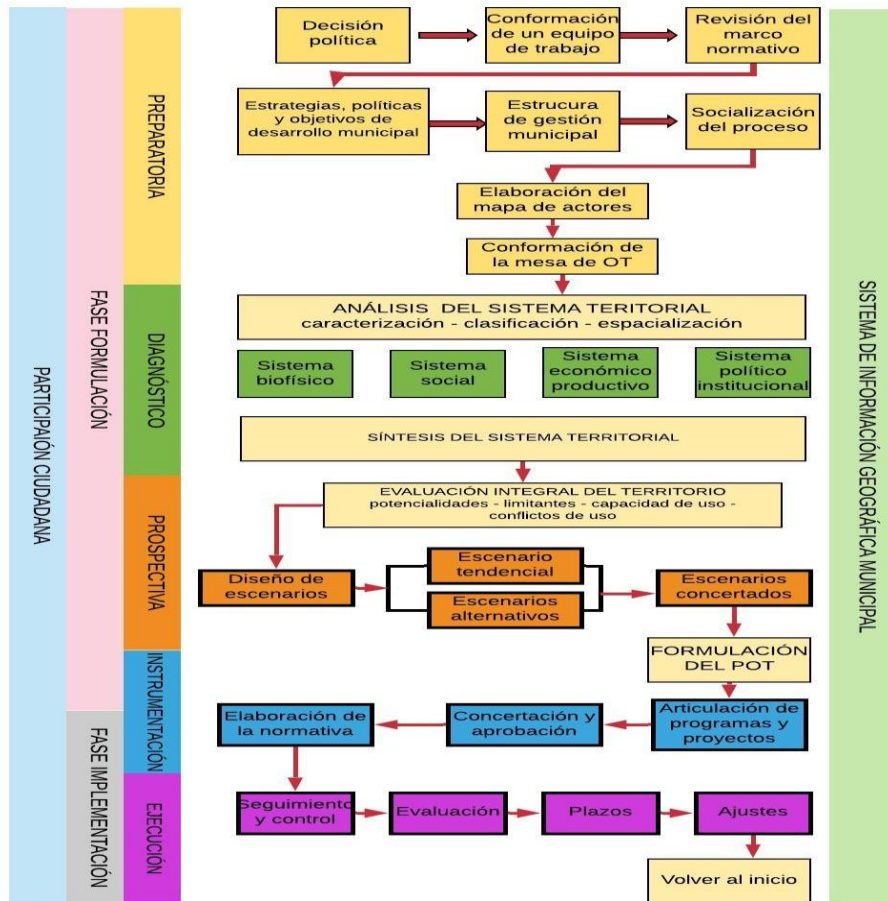 PARTICIPAIÓN CIUDADANA
FASE FORMULACIÓN
FASE IMPLEMENTACIÓN
PREPARATORIA
DIAGNÓSTICO
PROSPECTIVA
INSTRUMENTACIÓN
EJECUCIÓN
Decisión
política
Conformación
de un equipo
de trabajo
Revisión del
marco
normativo
Estrategias, políticas
y objetivos de
desarrollo municipal
Estrucura
de gestión
municipal
Socialización
del proceso
Elaboración del
mapa de actores
Conformación de
la mesa de OT
ANÁLISIS DEL SISTEMA TERITORIAL
caracterización - clasificación - espacialización
Sistema
biofísico
Sistema
social
Sistema
económico
productivo
Sistema
político
institucional
SÍNTESIS DEL SISTEMA TERRITORIAL
EVALUACIÓN INTEGRAL DEL TERRITORIO
potencialidades - limitantes - capacidad de uso -
conflictos de uso
Diseño de
escenarios
Escenario
tendencial
Escenarios
alternativos
Escenarios
concertados
FORMULACIÓN
DEL POT
Elaboración de
la normativa
Concertación y
aprobación
Articulación de
programas y
proyectos
Seguimiento
y control
Evaluación
Plazos
Ajustes
Volver al inicio
SISTEMA DE INFORMACIÓN GEOGRÁFICA MUNICIPAL